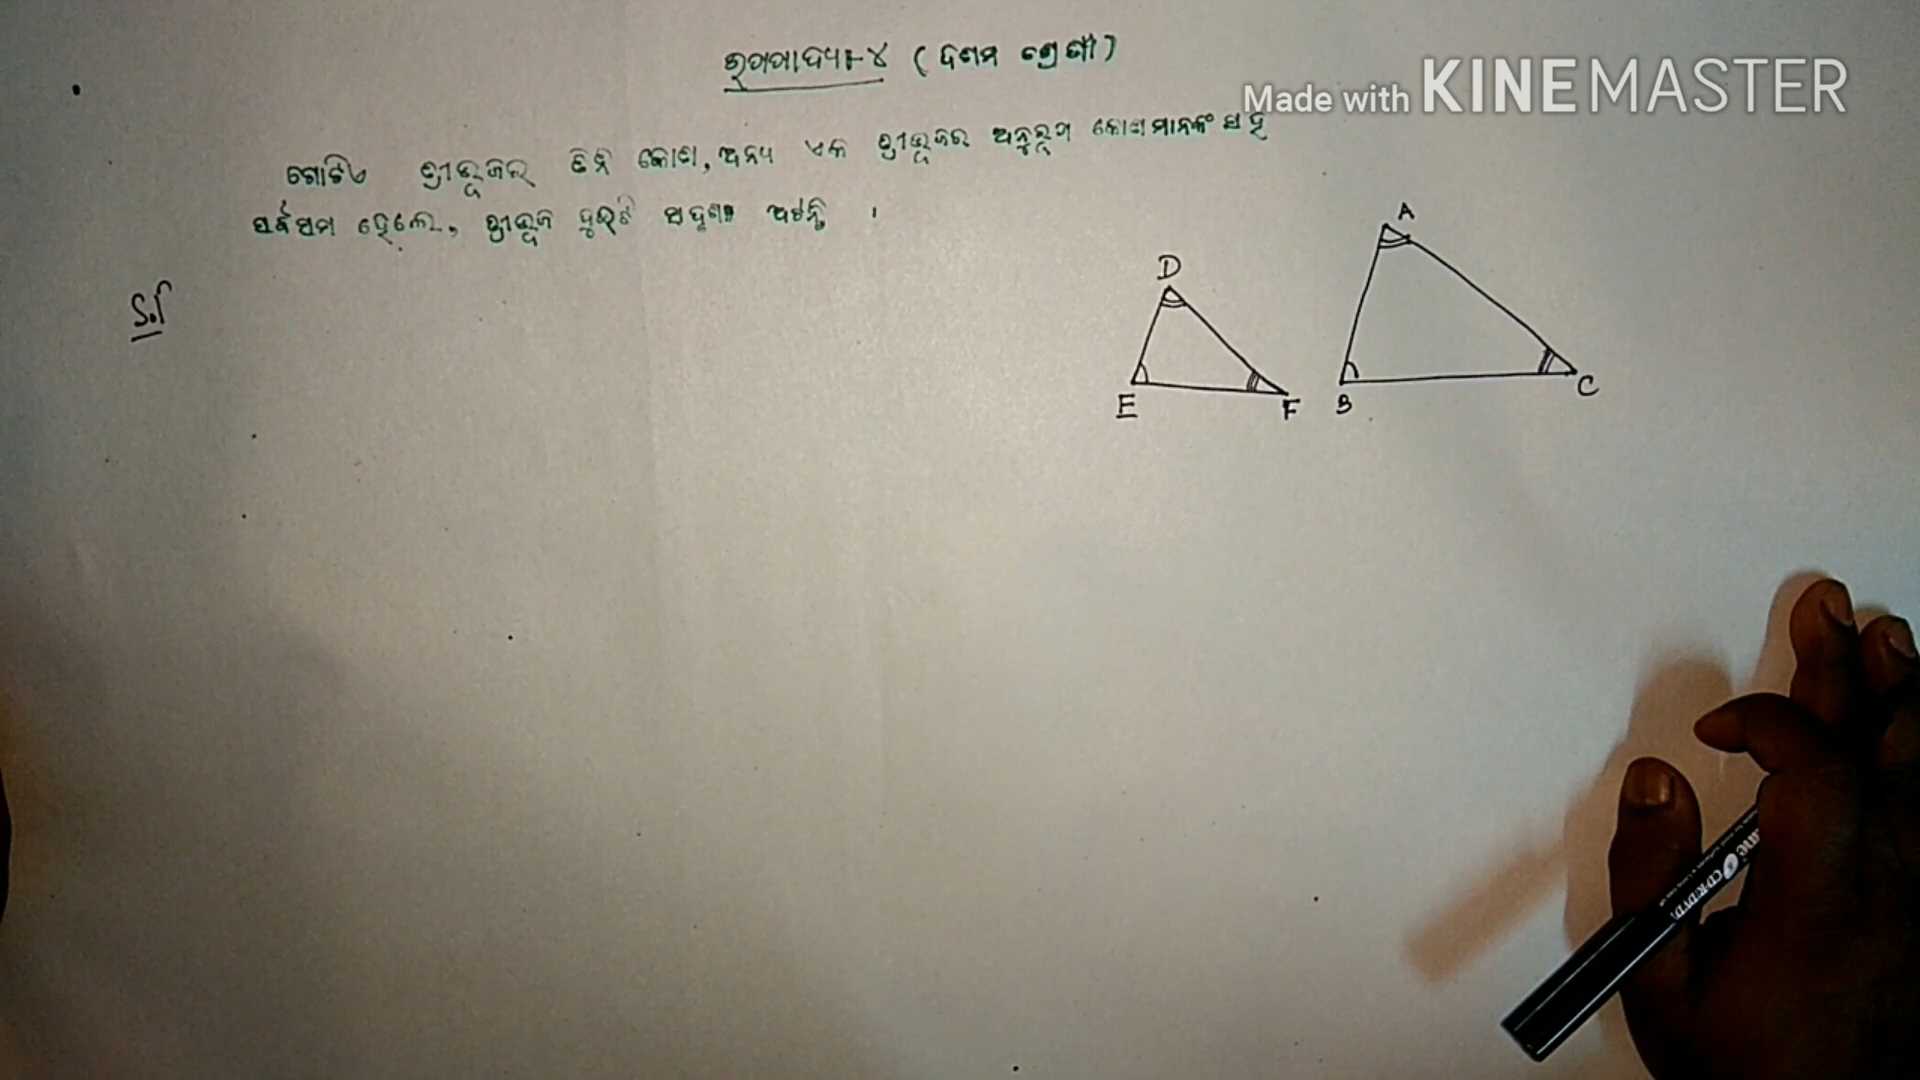 ଉପପାଦ୍ୟ-୪ (ଦଶମ ଶ୍ରେଣୀ)
Made with KINEMASTER
ଗୋଟିଏ ତ୍ରୀଭୂଜର ତିନି କୋଣ, ଅନ୍ୟ ଏକ ତ୍ରୀଭୂଜର ଅନୁରୂପ କୋଣମାନଙ୍କ ସହ
ସର୍ବସମ ହେଲେ, ତ୍ରୀଭୂଜ ଦୁଇଟି ସଦୃଶ ଅଟନ୍ତି ।
A
D
E
F
B
C